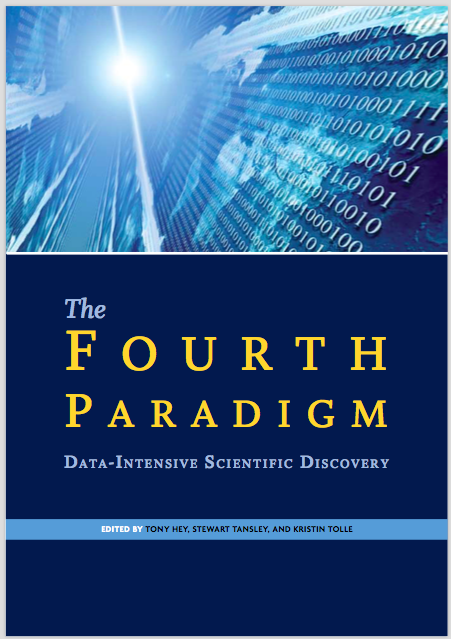 The
FOURTH
PARADIGM
DATA-INTENSIVE SCIENTIFIC DISCOVERY
EDITED BY TONY HEY, STEWART TANSLEY, AND KRISTIN TOLLE